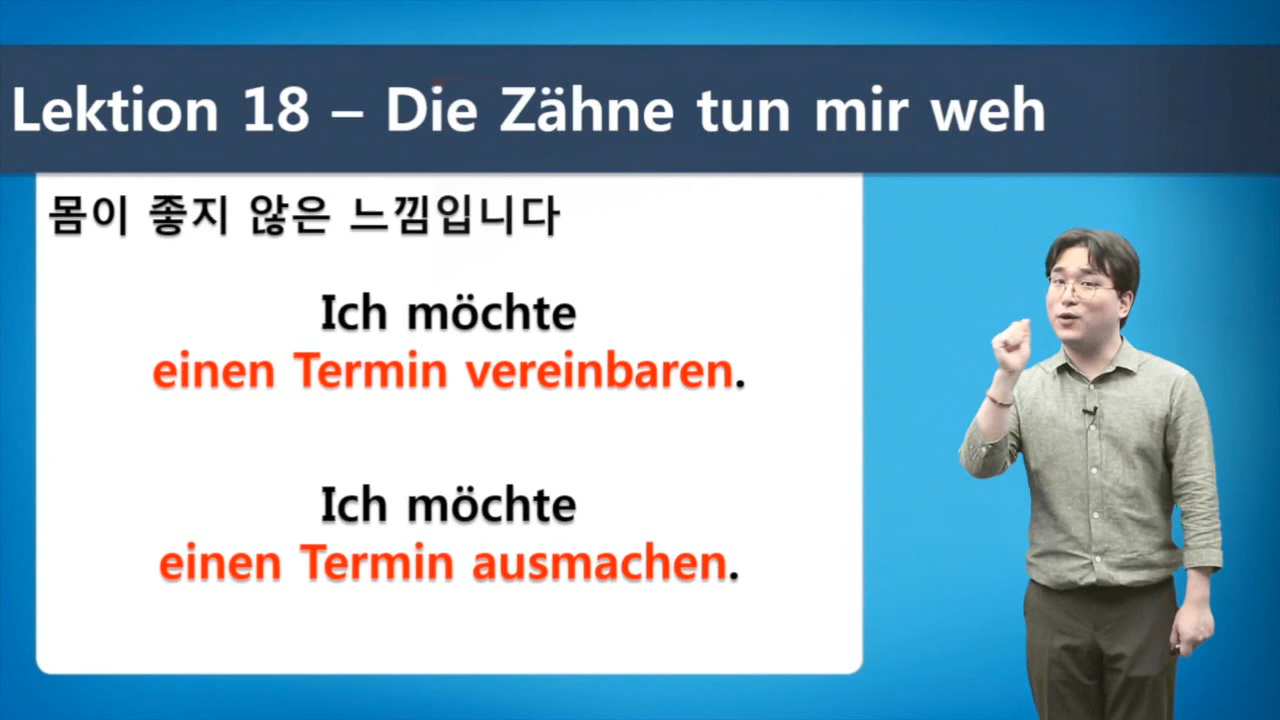 Lektion 18 – Die Zähne tun mir weh
몸이 좋지 않은 느낌입니다
Ich möchte
einen Termin vereinbaren.
Ich möchte
einen Termin ausmachen.